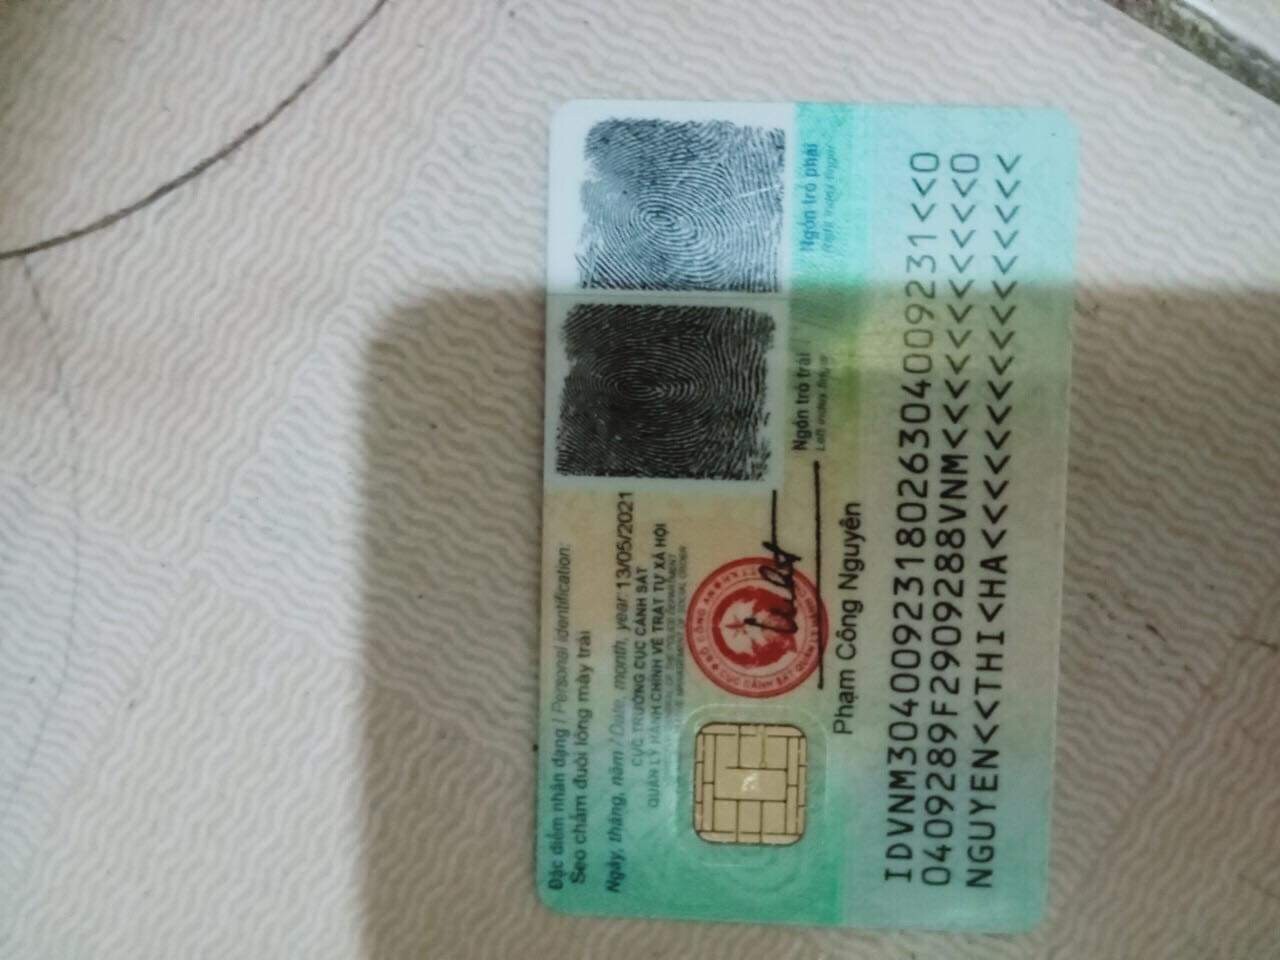 Đặc điểm nhân dạng / Personal identification:
Sẹo chấm đuôi lông mày trái
Ngày, tháng, năm / Date, month, year: 13/05/2021
CỤC TRƯỞNG CỤC CẢNH SÁT
QUẢN LÝ HÀNH CHÍNH VỀ TRẬT TỰ XÃ HỘI
Phạm Công Nguyên
Ngón trỏ trái
Left index finger
Ngón trỏ phải
Right index finger
IDVNM3040092318026304009231<<0
0409289F2909288VNM<<<<<<<<<<<0
NGUYEN<<THI<HA<<<<<<<<<<<<<<<<